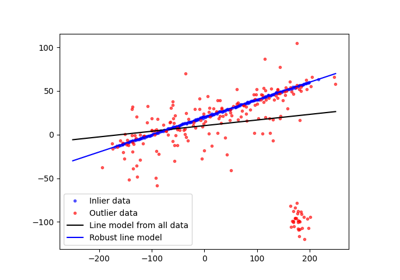 100
50
0
−50
−100
Inlier data
Outlier data
Line model from all data
Robust line model
−200
−100
0
100
200